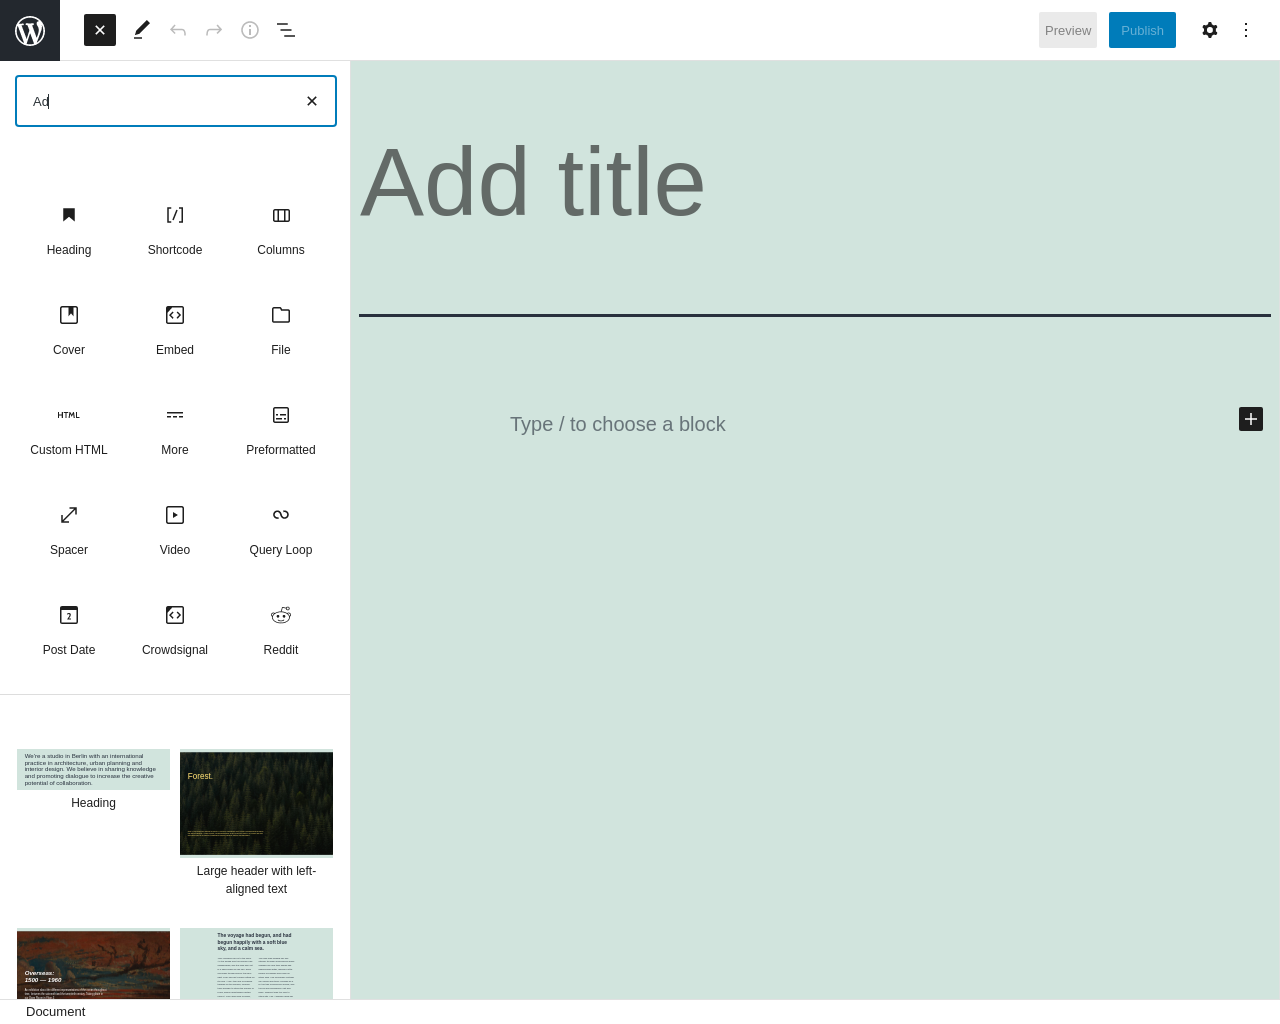 Preview
Publish
Ad
Add title
Heading
Shortcode
Columns
Cover
Embed
File
HTML
Custom HTML
More
Preformatted
Type / to choose a block
Spacer
Video
Query Loop
2
Post Date
Crowdsignal
Reddit
We're a studio in Berlin with an international
practice in architecture, urban planning and
interior design. We believe in sharing knowledge
and promoting dialogue to increase the creative
potential of collaboration.
Heading
Forest.
Large header with left-
aligned text
Overseas:
1500 — 1960
The voyage had begun, and had
begun happily with a soft blue
sky, and a calm sea.
Document